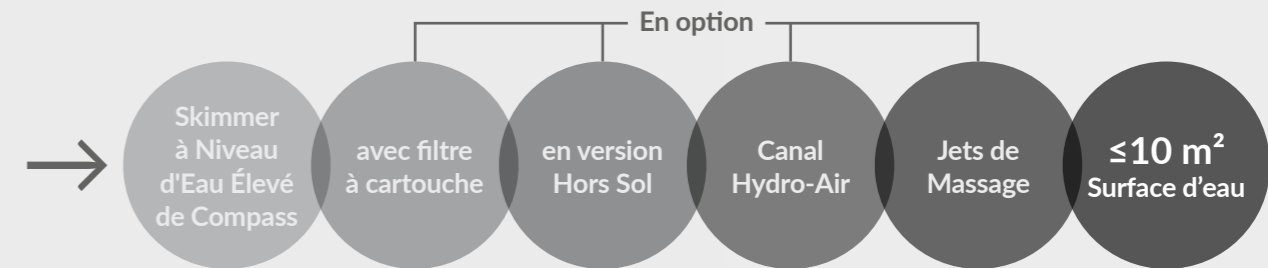 En option
Skimmer
à Niveau
d'Eau Élevé
de Compass
avec filtre
à cartouche
en version
Hors Sol
Canal
Hydro-Air
Jets de
Massage
≤10 m²
Surface d’eau